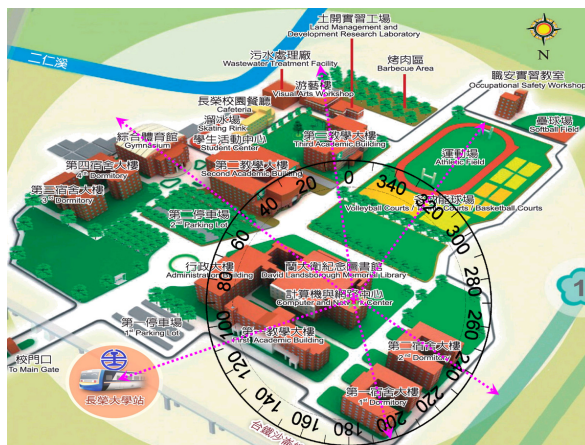 土開實習工場
Land Management and
Development Research Laboratory
二仁溪
污水處理廠
Wastewater Treatment Facility
烤肉區
Barbecue Area
N
游藝樓
Visual Arts Workshop
職安實習教室
Occupational Safety Workshop
長榮校園餐廳
Cafeteria
溜冰場
Skating Rink
壘球場
Softball Field
綜合體育館
Gymnasium
學生活動中心
Student Center
第三教學大樓
Third Academic Building
運動場
Athletic Field
第四宿舍大樓
4th Dormitory
第二教學大樓
Second Academic Building
第三宿舍大樓
3rd Dormitory
球場
Volleyball Courts /
Courts / Basketball Courts
第二停車場
2nd Parking Lot
行政大樓
Administration Building
蘭大衛紀念圖書館
David Landsborough Memorial Library
計算機與網路中心
Computer and Network Center
第一停車場
1st Parking Lot
第一教學大樓
First Academic Building
校門口
To Main Gate
第二宿舍大樓
2nd Dormitory
長榮大學站
第一宿舍大樓
1st Dormitory
台鐵沙崙
1
0
20
40
60
80
100
120
140
160
180
200
220
240
260
280
300
320
340